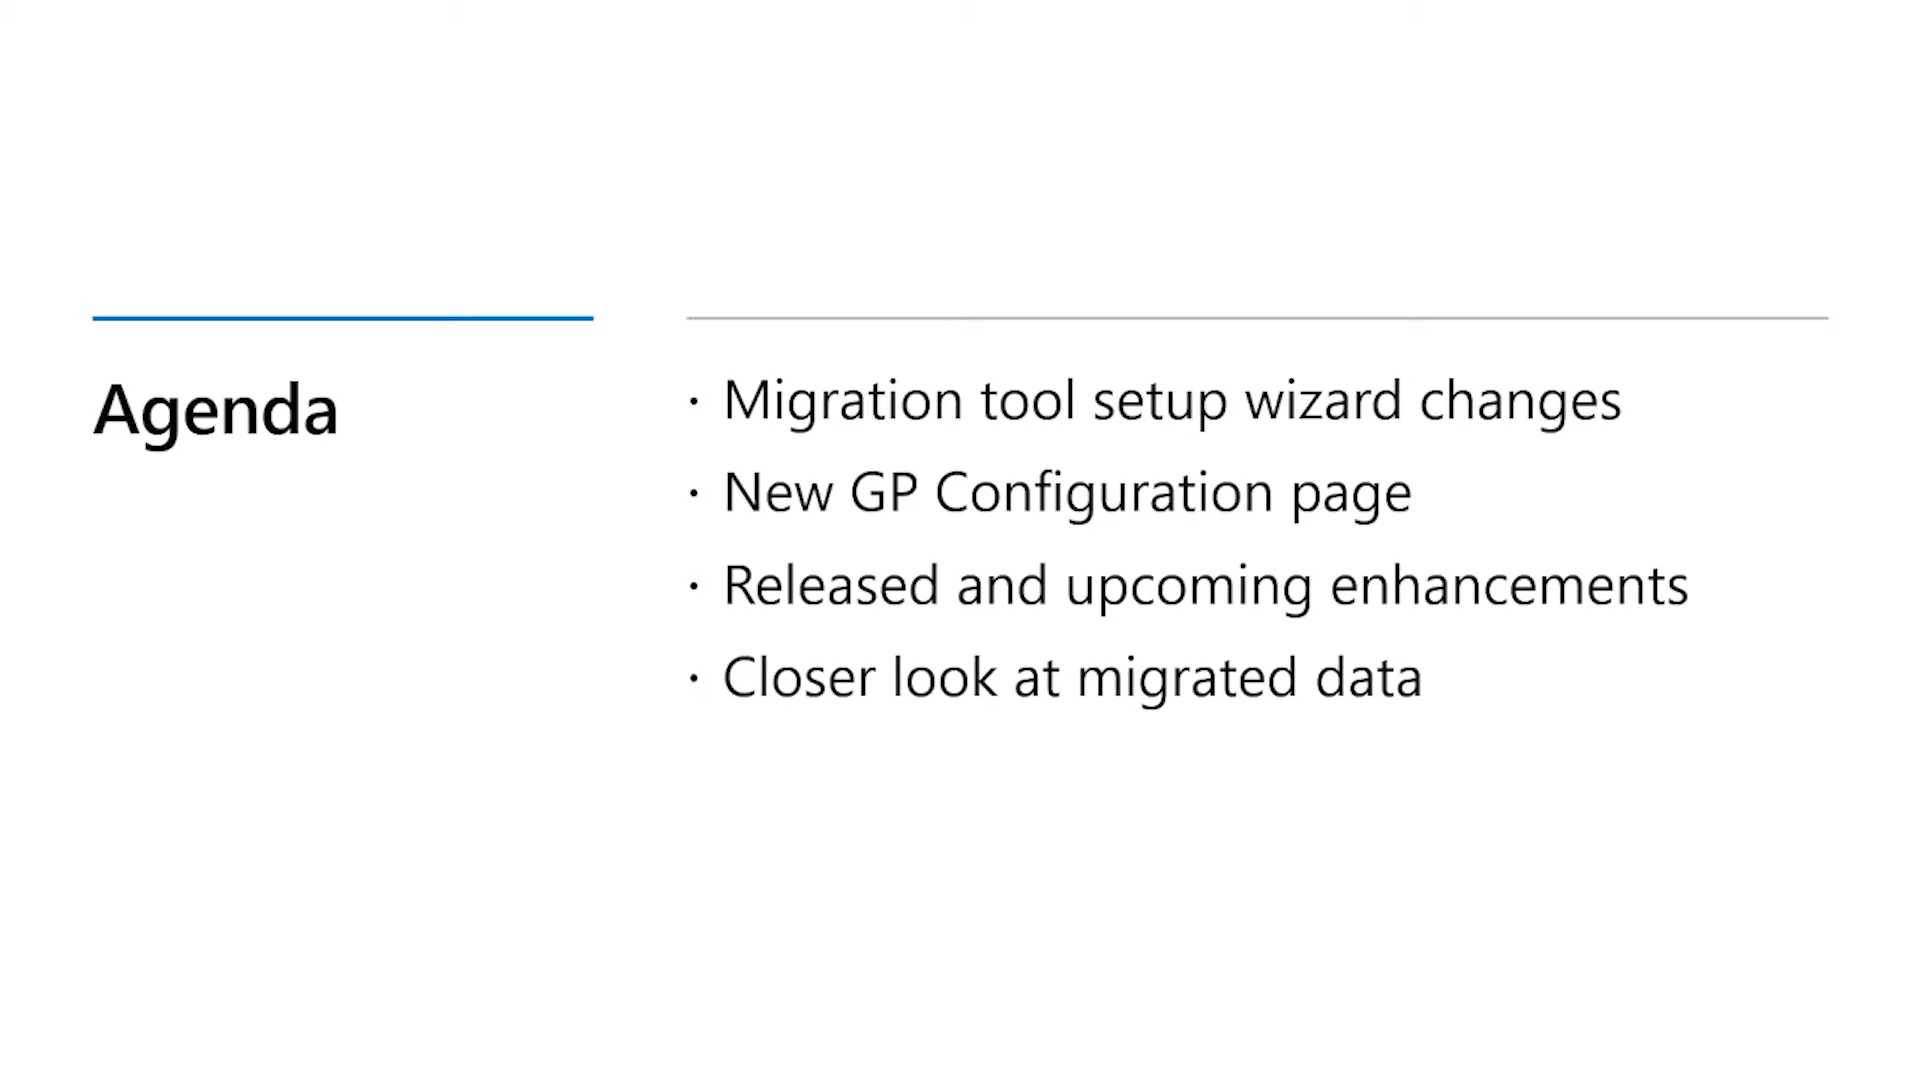 Agenda
· Migration tool setup wizard changes
· New GP Configuration page
· Released and upcoming enhancements
· Closer look at migrated data